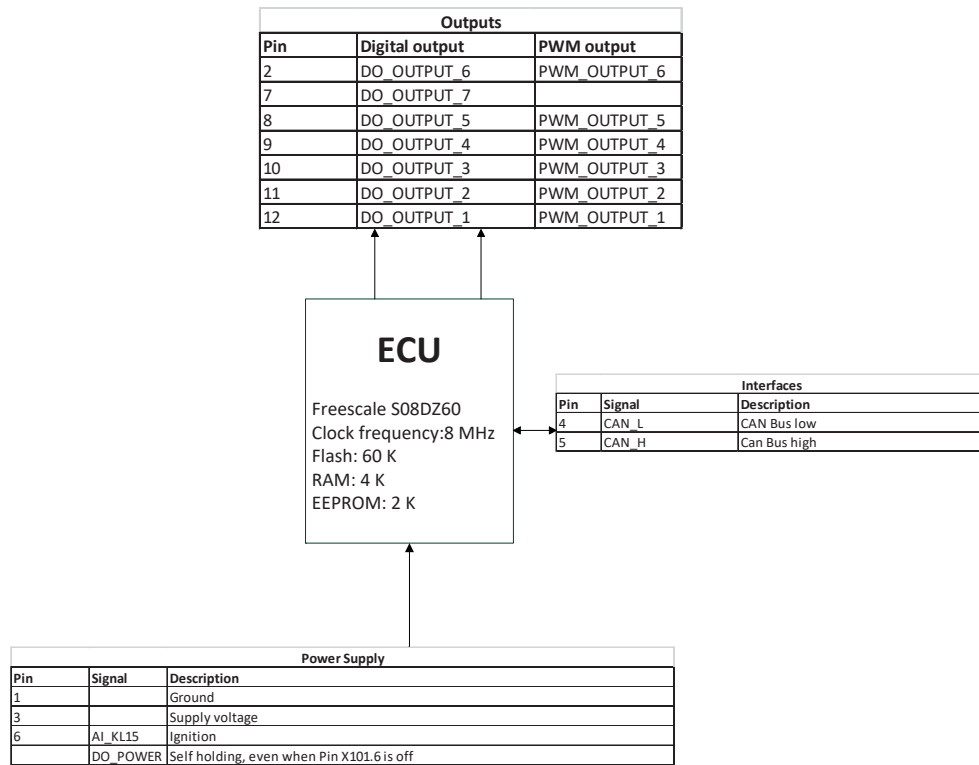 Outputs
Pin Digital output PWM output
2 DO_OUTPUT_6 PWM_OUTPUT_6
7 DO_OUTPUT_7
8 DO_OUTPUT_5 PWM_OUTPUT_5
9 DO_OUTPUT_4 PWM_OUTPUT_4
10 DO_OUTPUT_3 PWM_OUTPUT_3
11 DO_OUTPUT_2 PWM_OUTPUT_2
12 DO_OUTPUT_1 PWM_OUTPUT_1
ECU
Freescale S08DZ60
Clock frequency:8 MHz
Flash: 60 K
RAM: 4 K
EEPROM: 2 K
Interfaces
Pin Signal Description
4 CAN_L CAN Bus low
5 CAN_H Can Bus high
Power Supply
Pin Signal Description
1 Ground
3 Supply voltage
6 AI_KL15 Ignition
DO_POWER Self holding, even when Pin X101.6 is off